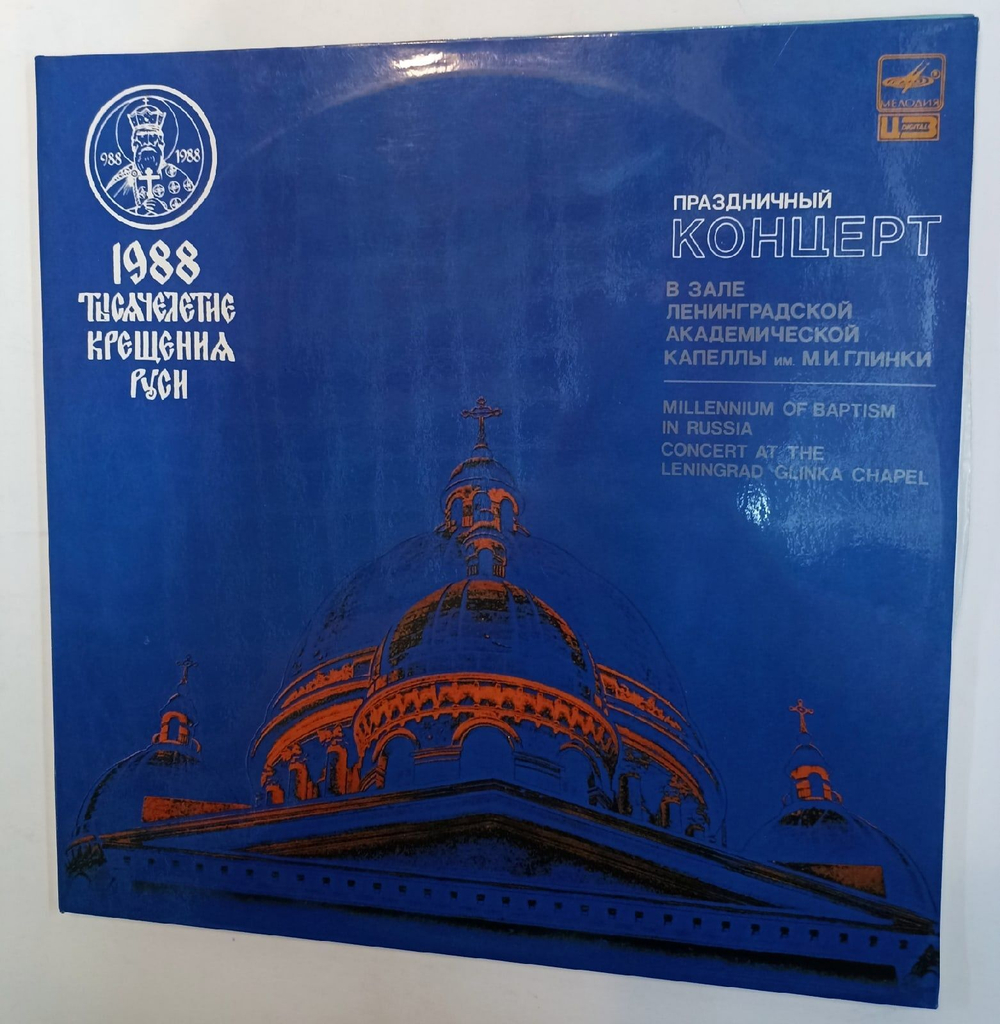 988 1988
1988
ТЫСЯЧЕЛЕТИЕ
КРЕЩЕНИЯ
РУСИ
МЕЛОДИЯ
DIGITAL
ПРАЗДНИЧНЫЙ
КОНЦЕРТ
В ЗАЛЕ
ЛЕНИНГРАДСКОЙ
АКАДЕМИЧЕСКОЙ
КАПЕЛЛЫ им. М.И.ГЛИНКИ
MILLENNIUM OF BAPTISM
IN RUSSIA
CONCERT AT THE
LENINGRAD GLINKA CHAPEL